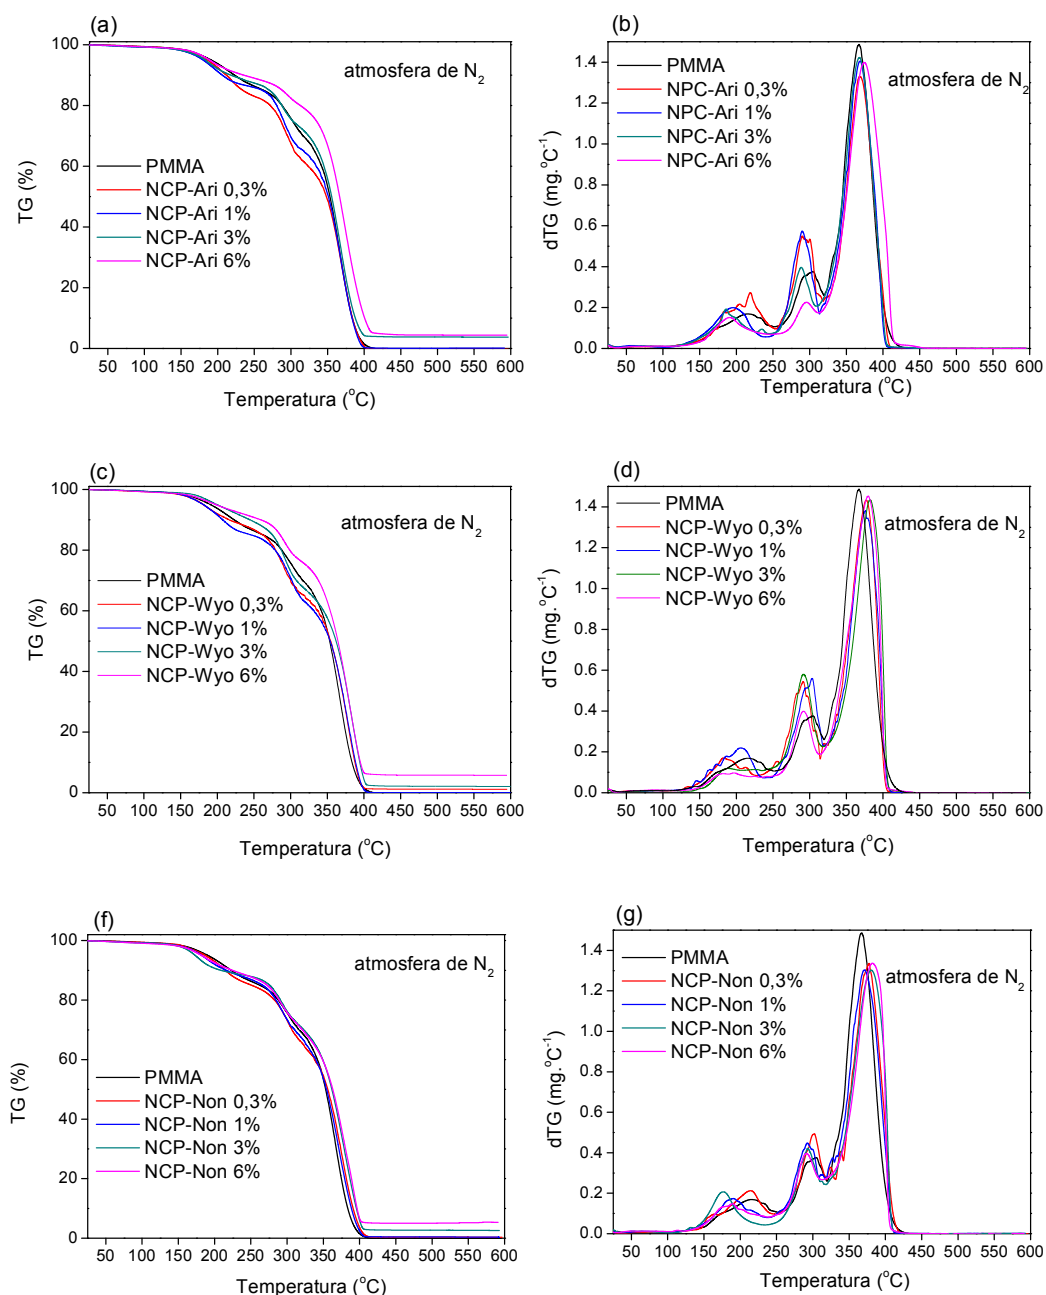 (a)
atmosfera de N2
PMMA
NCP-Ari 0,3%
NCP-Ari 1%
NCP-Ari 3%
NCP-Ari 6%
TG (%)
100
80
60
40
20
0
50 100 150 200 250 300 350 400 450 500 550 600
Temperatura (oC)
(b)
PMMA
atmosfera de N2
NPC-Ari 0,3%
NPC-Ari 1%
NPC-Ari 3%
NPC-Ari 6%
dTG (mg.oC-1)
1.4
1.2
1.0
0.8
0.6
0.4
0.2
0.0
50 100 150 200 250 300 350 400 450 500 550 600
Temperatura (oC)
(c)
atmosfera de N2
PMMA
NCP-Wyo 0,3%
NCP-Wyo 1%
NCP-Wyo 3%
NCP-Wyo 6%
TG (%)
100
80
60
40
20
0
50 100 150 200 250 300 350 400 450 500 550 600
Temperatura (oC)
(d)
PMMA
NCP-Wyo 0,3%
atmosfera de N2
NCP-Wyo 1%
NCP-Wyo 3%
NCP-Wyo 6%
dTG (mg.oC-1)
1.4
1.2
1.0
0.8
0.6
0.4
0.2
0.0
50 100 150 200 250 300 350 400 450 500 550 600
Temperatura (oC)
(f)
atmosfera de N2
PMMA
NCP-Non 0,3%
NCP-Non 1%
NCP-Non 3%
NCP-Non 6%
TG (%)
100
80
60
40
20
0
50 100 150 200 250 300 350 400 450 500 550 600
Temperatura (oC)
(g)
PMMA
NCP-Non 0,3%
atmosfera de N2
NCP-Non 1%
NCP-Non 3%
NCP-Non 6%
dTG (mg.oC-1)
1.4
1.2
1.0
0.8
0.6
0.4
0.2
0.0
50 100 150 200 250 300 350 400 450 500 550 600
Temperatura (oC)